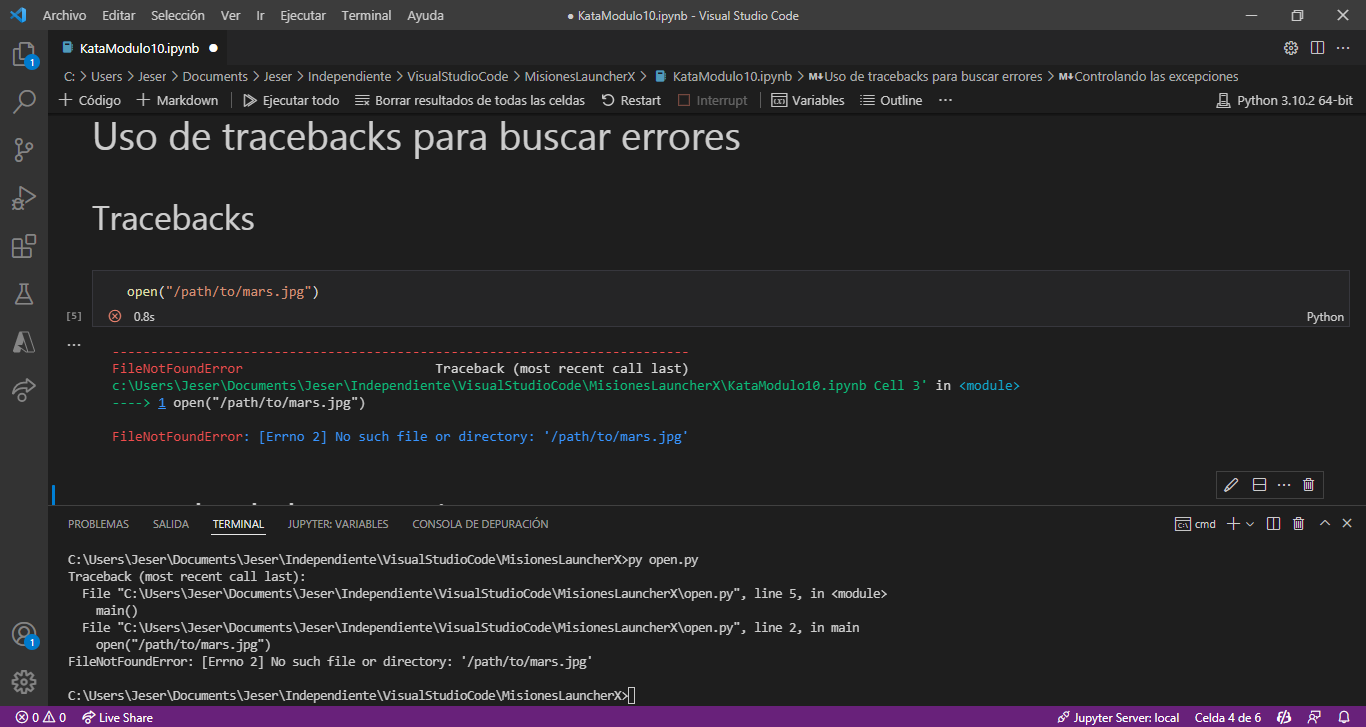 Archivo Editar Selección Ver Ir Ejecutar Terminal Ayuda ● KataModulo10.ipynb - Visual Studio Code
1 KataModulo10.ipynb ●
C: > Users > Jeser > Documents > Jeser > Independiente > VisualStudioCode > MisionesLauncherX > KataModulo10.ipynb > M↓Uso de tracebacks para buscar errores > M↓Controlando las excepciones
+ Código + Markdown Ejecutar todo Borrar resultados de todas las celdas Restart Interrupt Variables Outline ··· Python 3.10.2 64-bit
Uso de tracebacks para buscar errores
Tracebacks
open("/path/to/mars.jpg")
[5] 0.8s Python
---------------------------------------------------------------------------
FileNotFoundError Traceback (most recent call last)
c:\Users\Jeser\Documents\Jeser\Independiente\VisualStudioCode\MisionesLauncherX\KataModulo10.ipynb Cell 3' in <module>
----> 1 open("/path/to/mars.jpg")
FileNotFoundError: [Errno 2] No such file or directory: '/path/to/mars.jpg'
PROBLEMAS SALIDA TERMINAL JUPYTER: VARIABLES CONSOLA DE DEPURACIÓN cmd
C:\Users\Jeser\Documents\Jeser\Independiente\VisualStudioCode\MisionesLauncherX>py open.py
Traceback (most recent call last):
File "C:\Users\Jeser\Documents\Jeser\Independiente\VisualStudioCode\MisionesLauncherX\open.py", line 5, in <module>
main()
File "C:\Users\Jeser\Documents\Jeser\Independiente\VisualStudioCode\MisionesLauncherX\open.py", line 2, in main
open("/path/to/mars.jpg")
FileNotFoundError: [Errno 2] No such file or directory: '/path/to/mars.jpg'
1
C:\Users\Jeser\Documents\Jeser\Independiente\VisualStudioCode\MisionesLauncherX>
0 0 Live Share Jupyter Server: local Celda 4 de 6